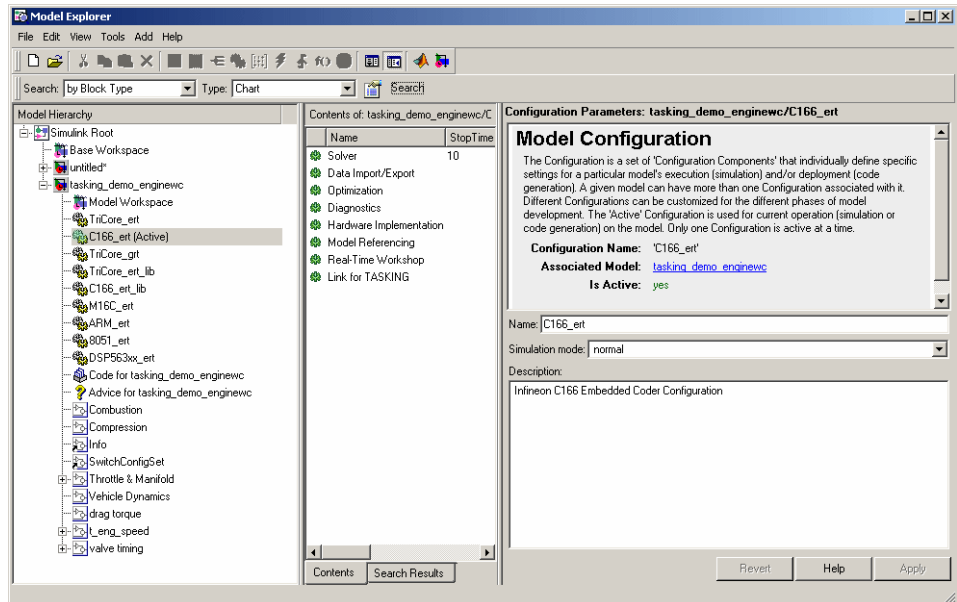 Model Explorer
File Edit View Tools Add Help
Search: by Block Type Type: Chart Search
Model Hierarchy
Simulink Root
Base Workspace
untitled*
tasking_demo_enginewc
Model Workspace
TriCore_ert
C166_ert (Active)
TriCore_grt
TriCore_ert_lib
C166_ert_lib
M16C_ert
ARM_ert
8051_ert
DSP563xx_ert
Code for tasking_demo_enginewc
Advice for tasking_demo_enginewc
Combustion
Compression
Info
SwitchConfigSet
Throttle & Manifold
Vehicle Dynamics
drag torque
t_eng_speed
valve timing
Contents of: tasking_demo_enginewc/C
Name StopTime
Solver 10
Data Import/Export
Optimization
Diagnostics
Hardware Implementation
Model Referencing
Real-Time Workshop
Link for TASKING
Contents Search Results
Configuration Parameters: tasking_demo_enginewc/C166_ert
Model Configuration
The Configuration is a set of 'Configuration Components' that individually define specific
settings for a particular model's execution (simulation) and/or deployment (code
generation). A given model can have more than one Configuration associated with it.
Different Configurations can be customized for the different phases of model
development. The 'Active' Configuration is used for current operation (simulation or
code generation) on the model. Only one Configuration is active at a time.
Configuration Name: 'C166_ert'
Associated Model: tasking_demo_enginewc
Is Active: yes
Name: C166_ert
Simulation mode: normal
Description:
Infineon C166 Embedded Coder Configuration
Revert Help Apply